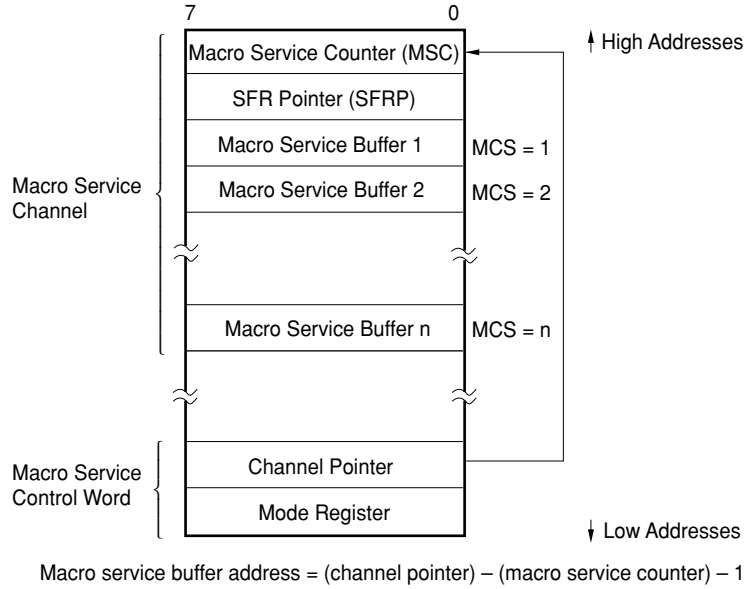 7 0
Macro Service Counter (MSC)
High Addresses
SFR Pointer (SFRP)
Macro Service Buffer 1
MCS = 1
Macro Service
Channel
Macro Service Buffer 2
MCS = 2
Macro Service Buffer n
MCS = n
Macro Service
Control Word
Channel Pointer
Mode Register
Low Addresses
Macro service buffer address = (channel pointer) – (macro service counter) – 1